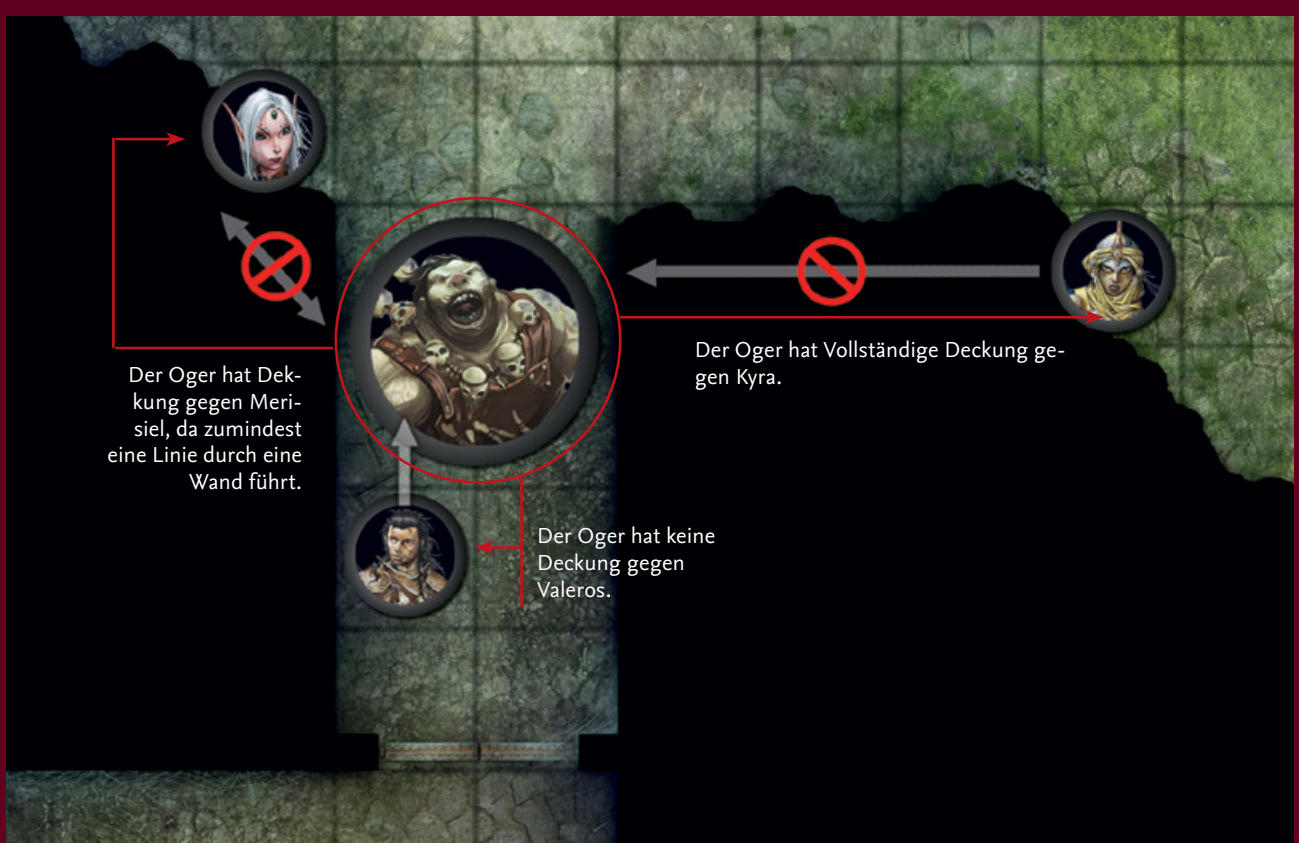 Der Oger hat Dek-
kung gegen Meri-
siel, da zumindest
eine Linie durch eine
Wand führt.
Der Oger hat Vollständige Deckung ge-
gen Kyra.
Der Oger hat keine
Deckung gegen
Valeros.